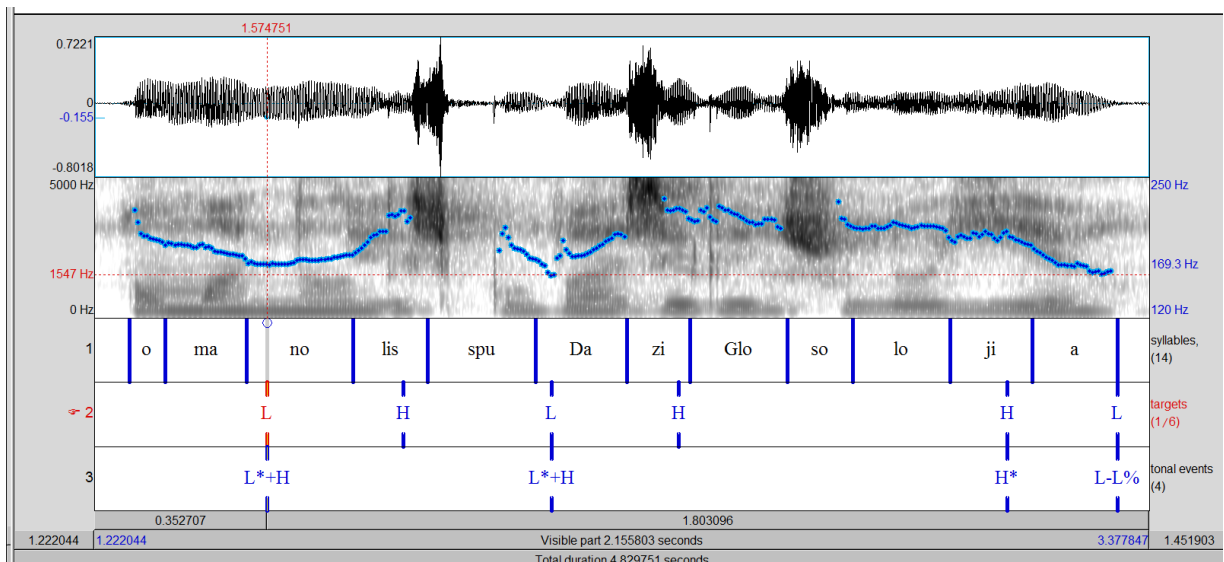 1.574751
0.7221
0
-0.155
-0.8018
5000 Hz
250 Hz
1547 Hz
169.3 Hz
0 Hz
120 Hz
1 o ma no lis spu Da zi Glo so lo ji a syllables, (14)
2 L H L H H L targets (1/6)
3 L*+H L*+H H* L-L% tonal events (4)
0.352707 1.803096
1.222044 1.222044 Visible part 2.155803 seconds 3.377847 1.451903
Total duration 4.829751 seconds